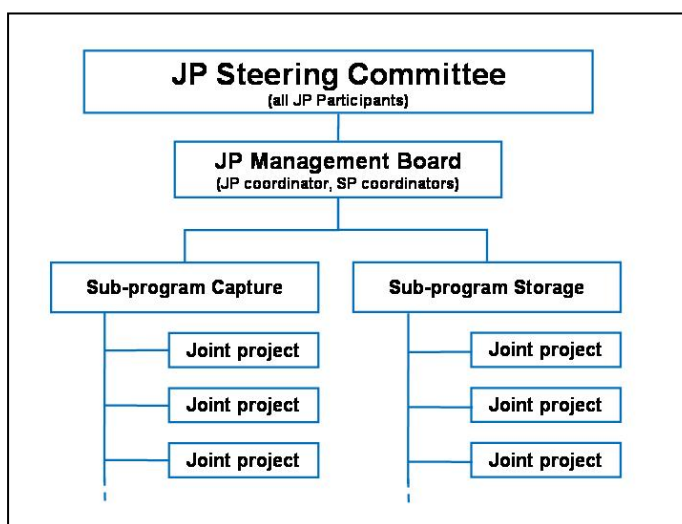 JP Steering Committee
(all JP Participants)
JP Management Board
(JP coordinator, SP coordinators)
Sub-program Capture
Joint project
Joint project
Joint project
Sub-program Storage
Joint project
Joint project
Joint project